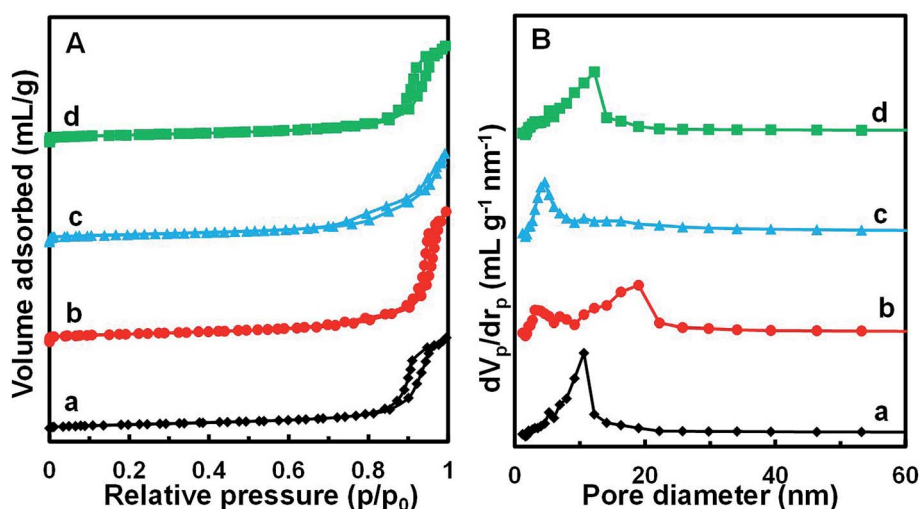 A
d
c
b
a
Volume adsorbed (mL/g)
0 0.2 0.4 0.6 0.8 1
Relative pressure (p/p₀)
B
d
c
b
a
dVₚ/drₚ (mL g⁻¹ nm⁻¹)
0 20 40 60
Pore diameter (nm)